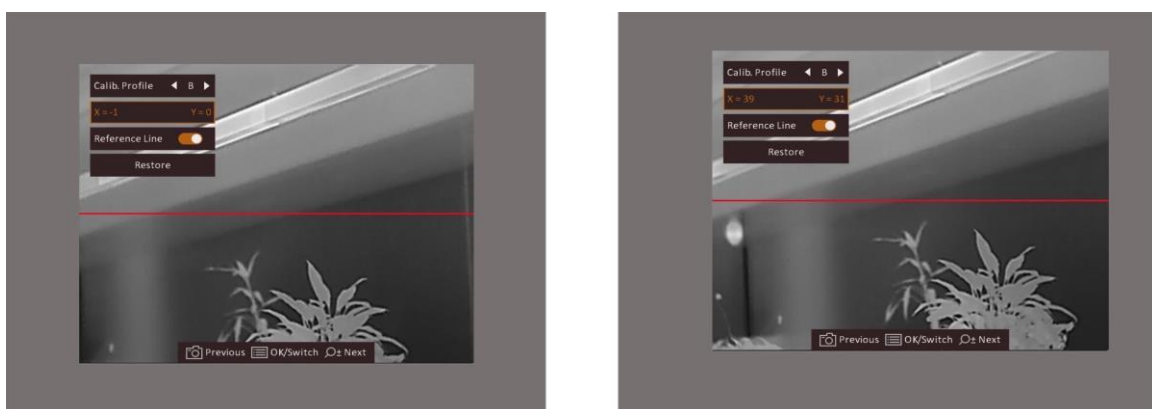 Calib. Profile ◀ B ▶
X = -1 Y = 0
Reference Line
Restore
Previous OK/Switch ± Next
Calib. Profile ◀ B ▶
X = 39 Y = 31
Reference Line
Restore
Previous OK/Switch ± Next